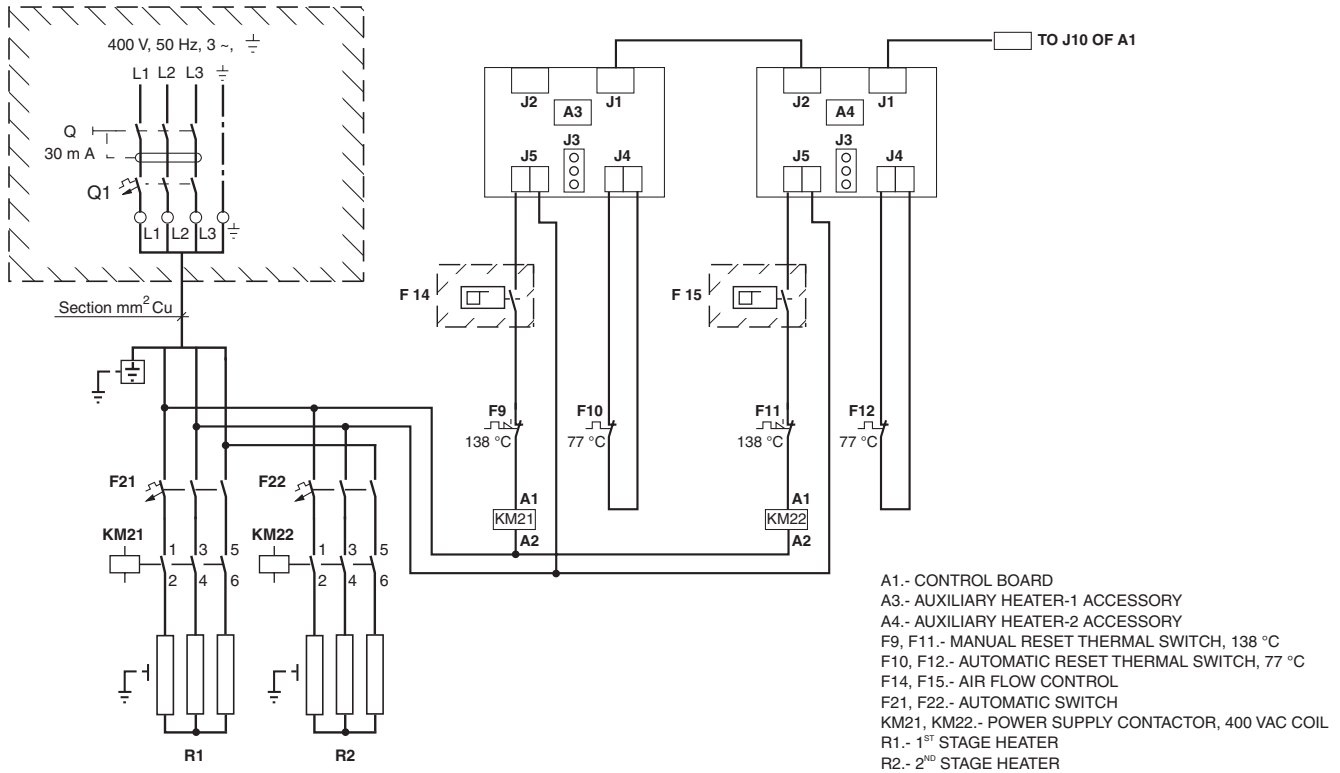 400 V, 50 Hz, 3 ~,
L1 L2 L3
Q
30 m A
Q1
L1 L2 L3
Section mm² Cu
TO J10 OF A1
J2 J1
A3
J3
J5 J4
J2 J1
A4
J3
J5 J4
F 14
F 15
F9
138 °C
F10
77 °C
F11
138 °C
F12
77 °C
A1
KM21
A2
A1
KM22
A2
F21
F22
KM21
1 3 5
2 4 6
KM22
1 3 5
2 4 6
R1
R2
A1.- CONTROL BOARD
A3.- AUXILIARY HEATER-1 ACCESSORY
A4.- AUXILIARY HEATER-2 ACCESSORY
F9, F11.- MANUAL RESET THERMAL SWITCH, 138 °C
F10, F12.- AUTOMATIC RESET THERMAL SWITCH, 77 °C
F14, F15.- AIR FLOW CONTROL
F21, F22.- AUTOMATIC SWITCH
KM21, KM22.- POWER SUPPLY CONTACTOR, 400 VAC COIL
R1.- 1ST STAGE HEATER
R2.- 2ND STAGE HEATER